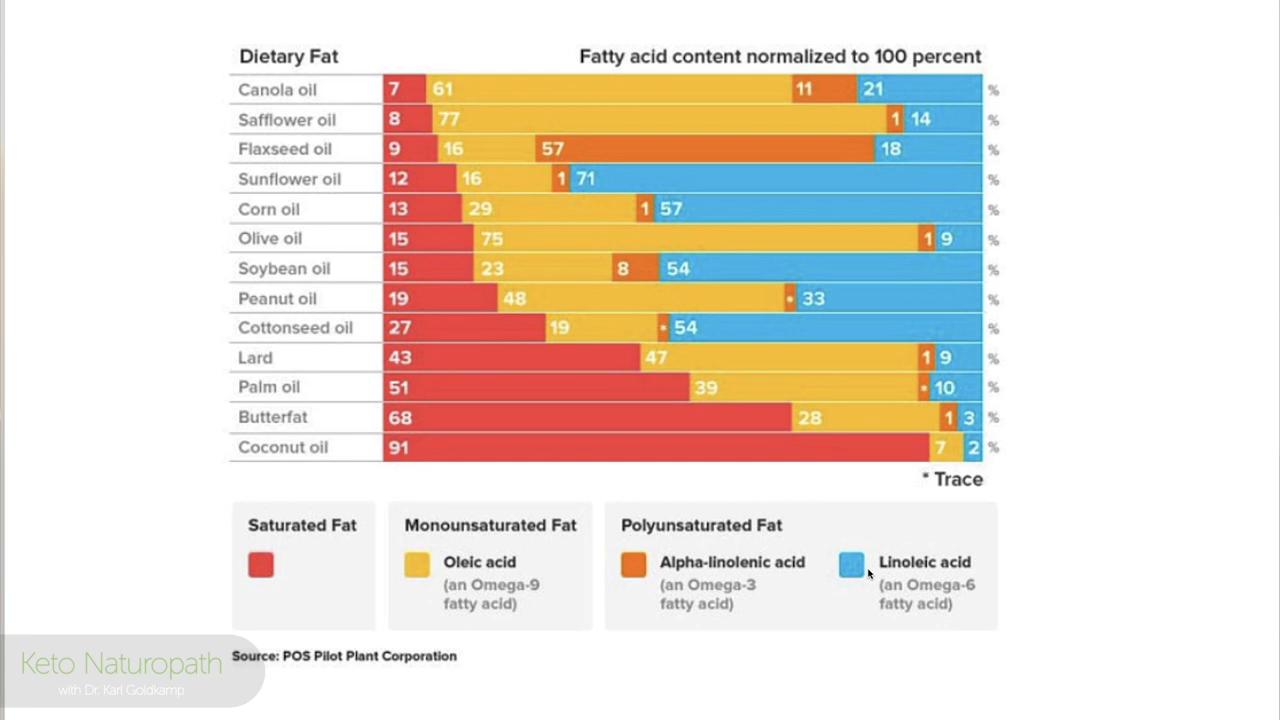 Dietary Fat Fatty acid content normalized to 100 percent
Canola oil 7 61 11 21 %
Safflower oil 8 77 1 14 %
Flaxseed oil 9 16 57 18 %
Sunflower oil 12 16 1 71 %
Corn oil 13 29 1 57 %
Olive oil 15 75 1 9 %
Soybean oil 15 23 8 54 %
Peanut oil 19 48 * 33 %
Cottonseed oil 27 19 * 54 %
Lard 43 47 1 9 %
Palm oil 51 39 * 10 %
Butterfat 68 28 1 3 %
Coconut oil 91 7 2 %
* Trace
Saturated Fat Monounsaturated Fat Polyunsaturated Fat
Oleic acid Alpha-linolenic acid Linoleic acid
(an Omega-9 (an Omega-3 (an Omega-6
fatty acid) fatty acid) fatty acid)
Source: POS Pilot Plant Corporation
Keto Naturopath
with Dr. Karl Goldkamp